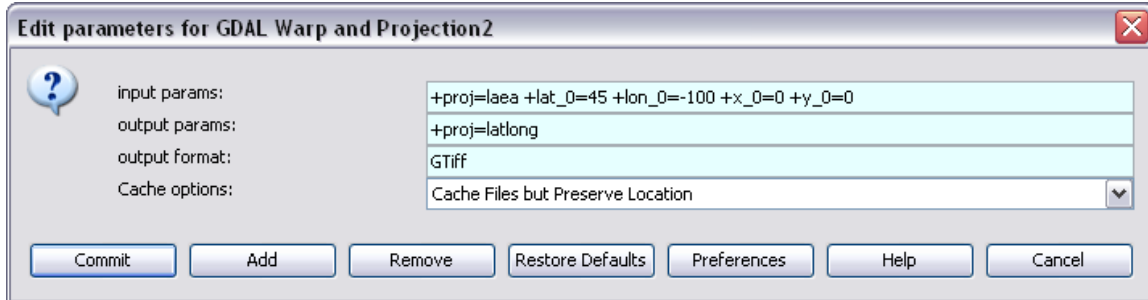 Edit parameters for GDAL Warp and Projection2
input params: +proj=laea +lat_0=45 +lon_0=-100 +x_0=0 +y_0=0
output params: +proj=latlong
output format: GTiff
Cache options: Cache Files but Preserve Location
Commit Add Remove Restore Defaults Preferences Help Cancel